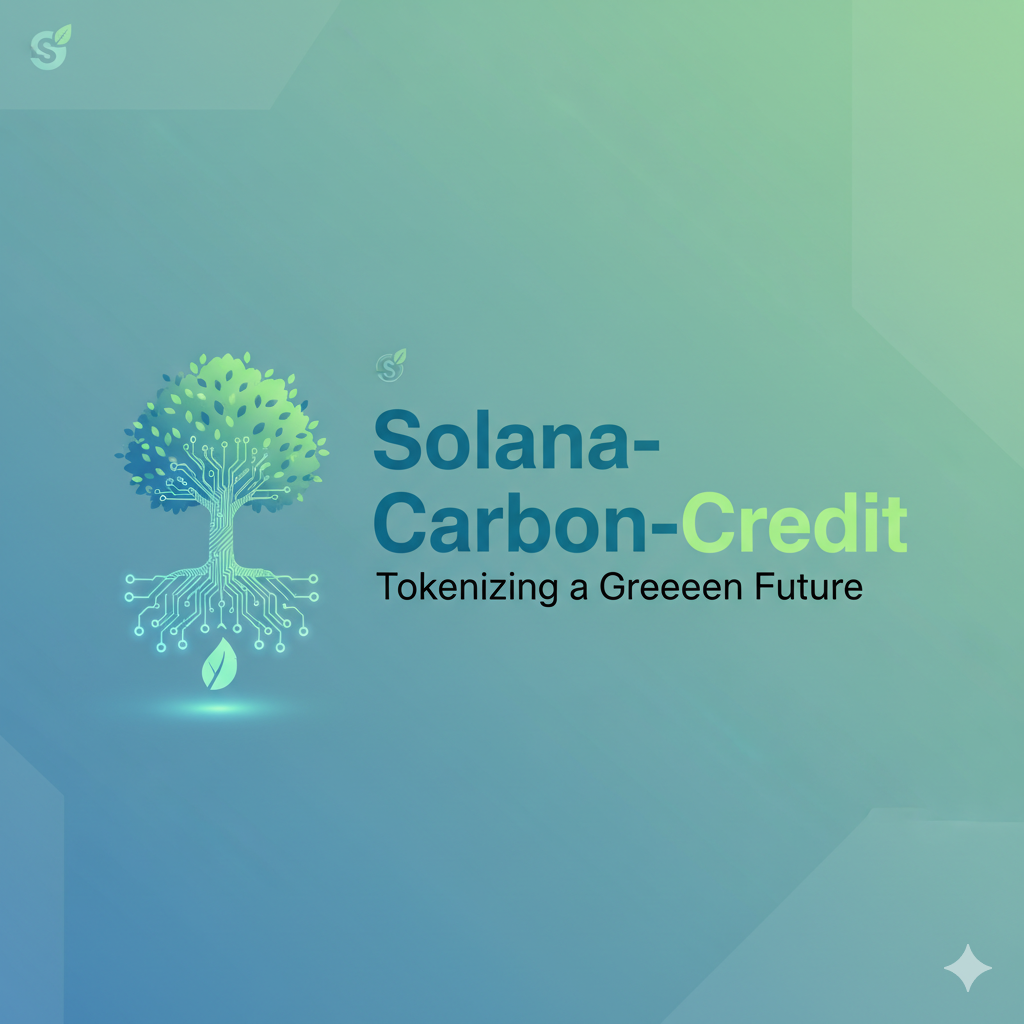 S
S
Solana-
Carbon-Credit
Tokenizing a Greeeen Future